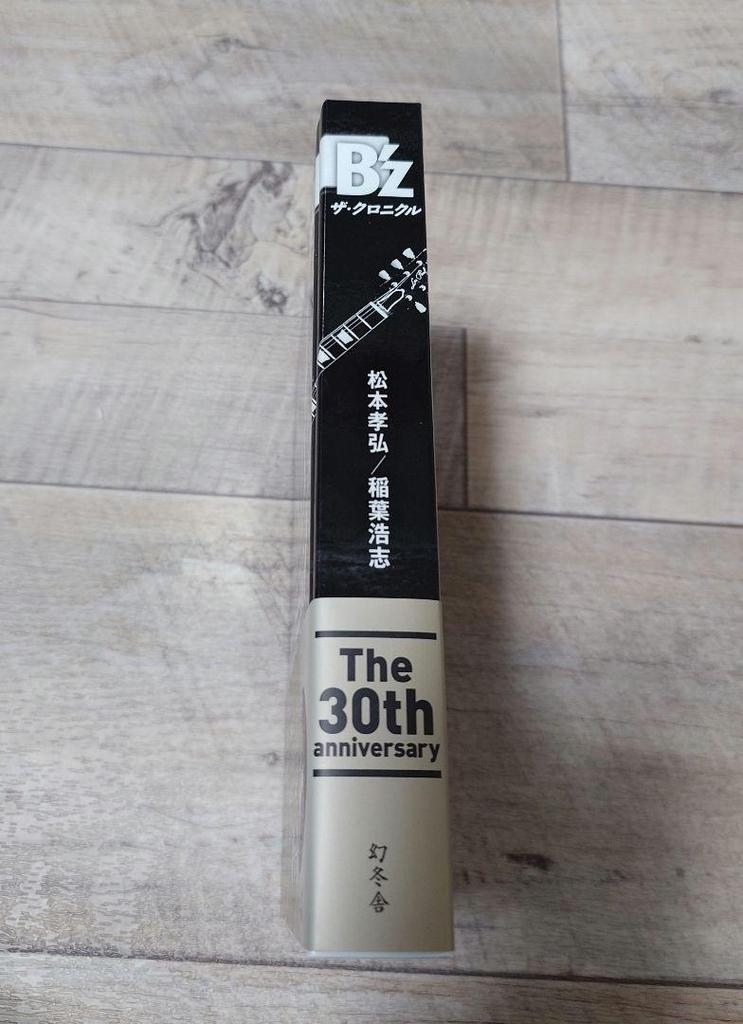 B'z
ザ・クロニクル
松本孝弘／稲葉浩志
The
30th
anniversary
幻冬舎